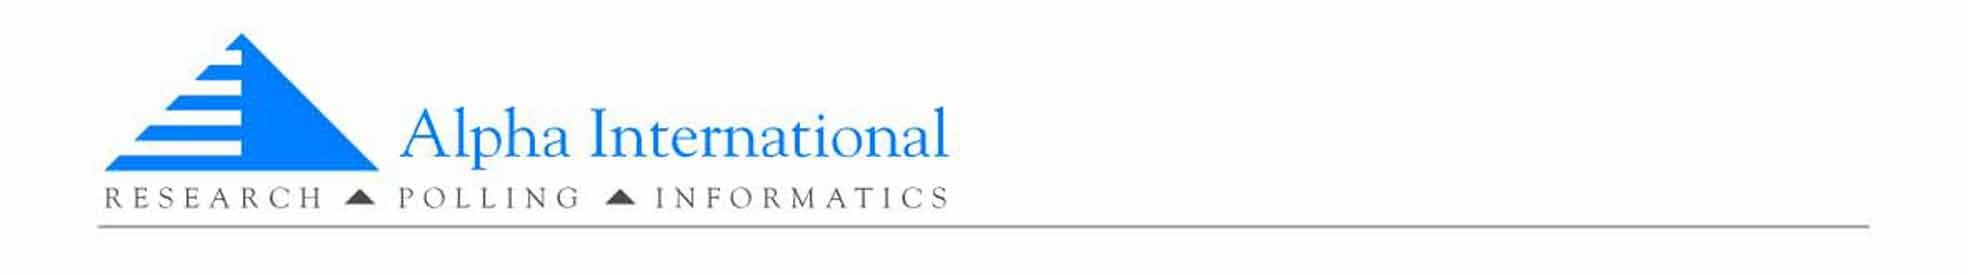 Alpha International
RESEARCH ▲ POLLING ▲ INFORMATICS